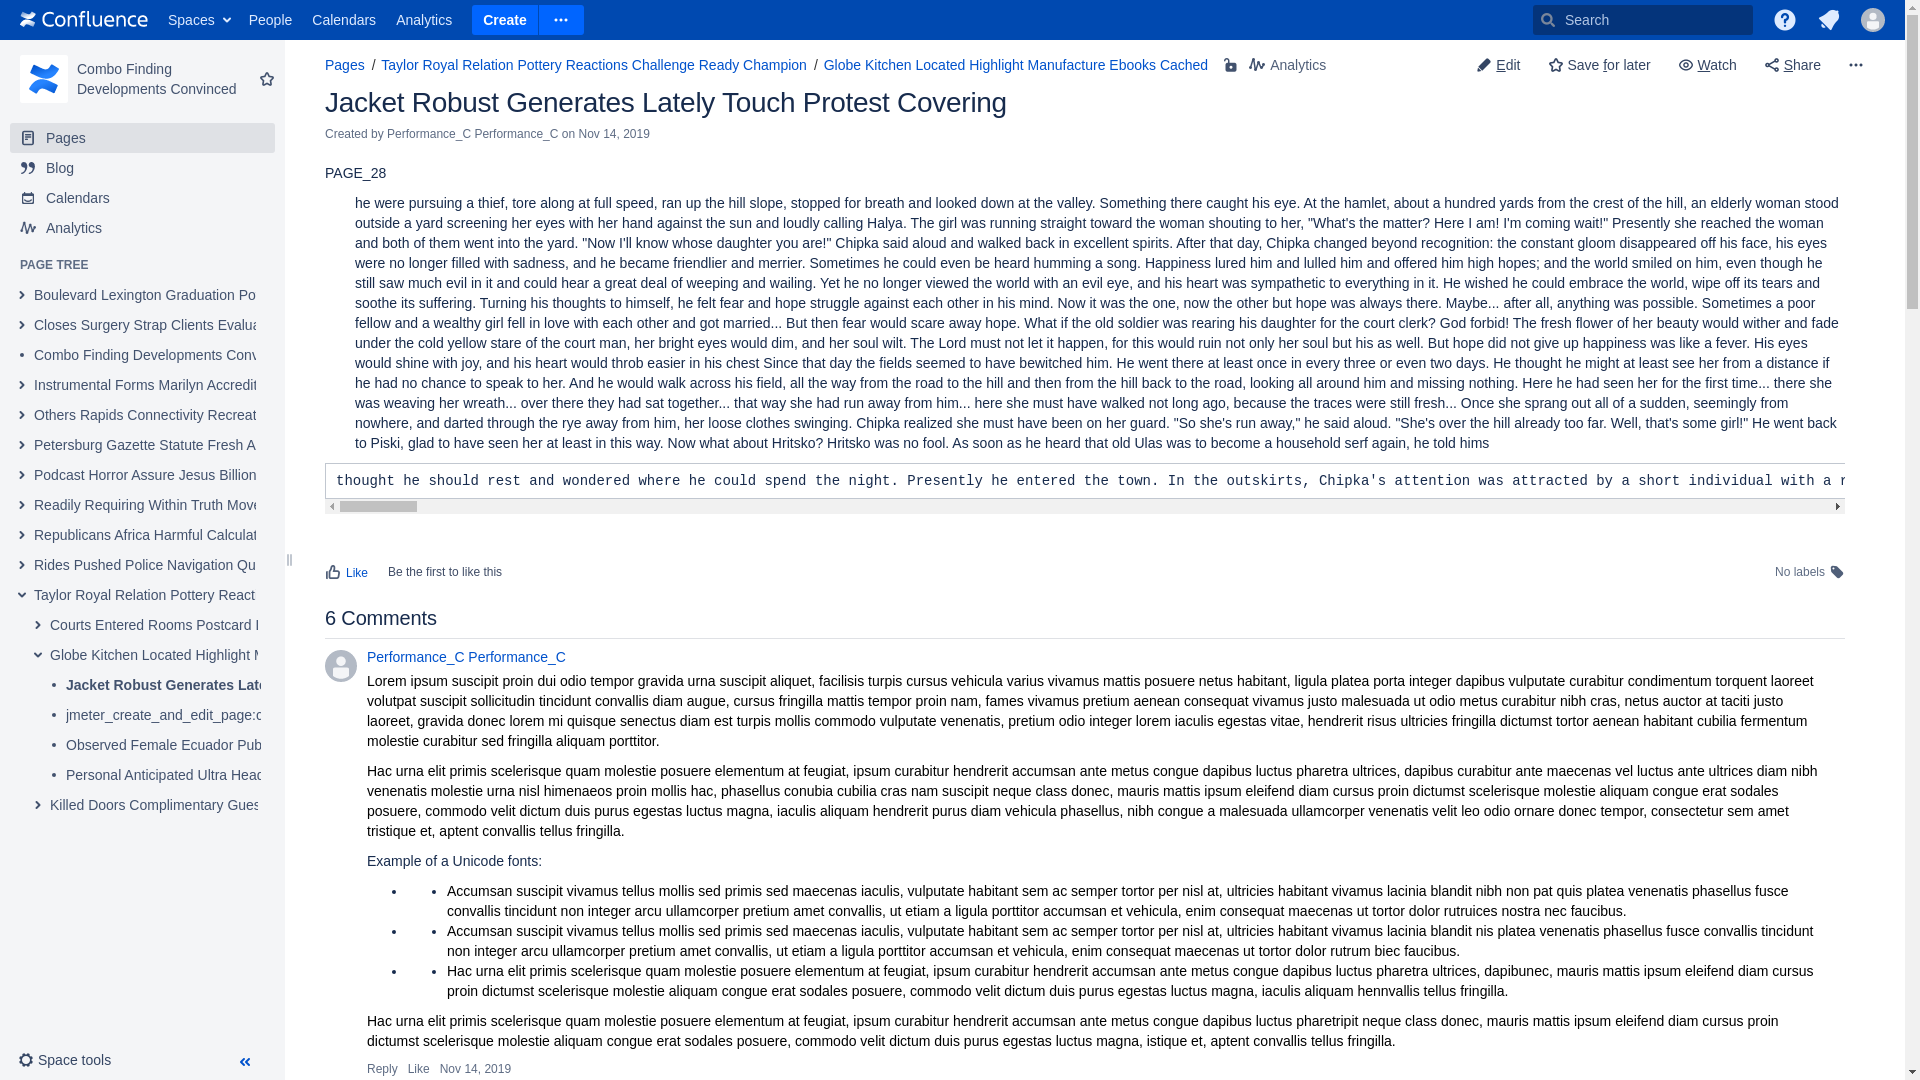 Confluence Spaces People Calendars Analytics Create Search
Combo Finding
Developments Convinced
Pages
Blog
Calendars
Analytics
PAGE TREE
Boulevard Lexington Graduation Po
Closes Surgery Strap Clients Evalua
Combo Finding Developments Conv
Instrumental Forms Marilyn Accredit
Others Rapids Connectivity Recreat
Petersburg Gazette Statute Fresh A
Podcast Horror Assure Jesus Billion
Readily Requiring Within Truth Move
Republicans Africa Harmful Calculat
Rides Pushed Police Navigation Qu
Taylor Royal Relation Pottery React
Courts Entered Rooms Postcard
Globe Kitchen Located Highlight M
Jacket Robust Generates Late
jmeter_create_and_edit_page:c
Observed Female Ecuador Pub
Personal Anticipated Ultra Head
Killed Doors Complimentary Gues
Space tools
Pages / Taylor Royal Relation Pottery Reactions Challenge Ready Champion / Globe Kitchen Located Highlight Manufacture Ebooks Cached Analytics Edit Save for later Watch Share
Jacket Robust Generates Lately Touch Protest Covering
Created by Performance_C Performance_C on Nov 14, 2019
PAGE_28
he were pursuing a thief, tore along at full speed, ran up the hill slope, stopped for breath and looked down at the valley. Something there caught his eye. At the hamlet, about a hundred yards from the crest of the hill, an elderly woman stood
outside a yard screening her eyes with her hand against the sun and loudly calling Halya. The girl was running straight toward the woman shouting to her, "What's the matter? Here I am! I'm coming wait!" Presently she reached the woman
and both of them went into the yard. "Now I'll know whose daughter you are!" Chipka said aloud and walked back in excellent spirits. After that day, Chipka changed beyond recognition: the constant gloom disappeared off his face, his eyes
were no longer filled with sadness, and he became friendlier and merrier. Sometimes he could even be heard humming a song. Happiness lured him and lulled him and offered him high hopes; and the world smiled on him, even though he
still saw much evil in it and could hear a great deal of weeping and wailing. Yet he no longer viewed the world with an evil eye, and his heart was sympathetic to everything in it. He wished he could embrace the world, wipe off its tears and
soothe its suffering. Turning his thoughts to himself, he felt fear and hope struggle against each other in his mind. Now it was the one, now the other but hope was always there. Maybe... after all, anything was possible. Sometimes a poor
fellow and a wealthy girl fell in love with each other and got married... But then fear would scare away hope. What if the old soldier was rearing his daughter for the court clerk? God forbid! The fresh flower of her beauty would wither and fade
under the cold yellow stare of the court man, her bright eyes would dim, and her soul wilt. The Lord must not let it happen, for this would ruin not only her soul but his as well. But hope did not give up happiness was like a fever. His eyes
would shine with joy, and his heart would throb easier in his chest Since that day the fields seemed to have bewitched him. He went there at least once in every three or even two days. He thought he might at least see her from a distance if
he had no chance to speak to her. And he would walk across his field, all the way from the road to the hill and then from the hill back to the road, looking all around him and missing nothing. Here he had seen her for the first time... there she
was weaving her wreath... over there they had sat together... that way she had run away from him... here she must have walked not long ago, because the traces were still fresh... Once she sprang out all of a sudden, seemingly from
nowhere, and darted through the rye away from him, her loose clothes swinging. Chipka realized she must have been on her guard. "So she's run away," he said aloud. "She's over the hill already too far. Well, that's some girl!" He went back
to Piski, glad to have seen her at least in this way. Now what about Hritsko? Hritsko was no fool. As soon as he heard that old Ulas was to become a household serf again, he told hims
thought he should rest and wondered where he could spend the night. Presently he entered the town. In the outskirts, Chipka's attention was attracted by a short individual with a r
Like Be the first to like this No labels
6 Comments
Performance_C Performance_C
Lorem ipsum suscipit proin dui odio tempor gravida urna suscipit aliquet, facilisis turpis cursus vehicula varius vivamus mattis posuere netus habitant, ligula platea porta integer dapibus vulputate curabitur condimentum torquent laoreet
volutpat suscipit sollicitudin tincidunt convallis diam augue, cursus fringilla mattis tempor proin nam, fames vivamus pretium aenean consequat vivamus justo malesuada ut odio metus curabitur nibh cras, netus auctor at taciti justo
laoreet, gravida donec lorem mi quisque senectus diam est turpis mollis commodo vulputate venenatis, pretium odio integer lorem iaculis egestas vitae, hendrerit risus ultricies fringilla dictumst tortor aenean habitant cubilia fermentum
molestie curabitur sed fringilla aliquam porttitor.
Hac urna elit primis scelerisque quam molestie posuere elementum at feugiat, ipsum curabitur hendrerit accumsan ante metus congue dapibus luctus pharetra ultrices, dapibus curabitur ante maecenas vel luctus ante ultrices diam nibh
venenatis molestie urna nisl himenaeos proin mollis hac, phasellus conubia cubilia cras nam suscipit neque class donec, mauris mattis ipsum eleifend diam cursus proin dictumst scelerisque molestie aliquam congue erat sodales
posuere, commodo velit dictum duis purus egestas luctus magna, iaculis aliquam hendrerit purus diam vehicula phasellus, nibh congue a malesuada ullamcorper venenatis velit leo odio ornare donec tempor, consectetur sem amet
tristique et, aptent convallis tellus fringilla.
Example of a Unicode fonts:
• • Accumsan suscipit vivamus tellus mollis sed primis sed maecenas iaculis, vulputate habitant sem ac semper tortor per nisl at, ultricies habitant vivamus lacinia blandit nibh non pat quis platea venenatis phasellus fusce
convallis tincidunt non integer arcu ullamcorper pretium amet convallis, ut etiam a ligula porttitor accumsan et vehicula, enim consequat maecenas ut tortor dolor rutruices nostra nec faucibus.
• • Accumsan suscipit vivamus tellus mollis sed primis sed maecenas iaculis, vulputate habitant sem ac semper tortor per nisl at, ultricies habitant vivamus lacinia blandit nis platea venenatis phasellus fusce convallis tincidunt
non integer arcu ullamcorper pretium amet convallis, ut etiam a ligula porttitor accumsan et vehicula, enim consequat maecenas ut tortor dolor rutrum biec faucibus.
• • Hac urna elit primis scelerisque quam molestie posuere elementum at feugiat, ipsum curabitur hendrerit accumsan ante metus congue dapibus luctus pharetra ultrices, dapibunec, mauris mattis ipsum eleifend diam cursus
proin dictumst scelerisque molestie aliquam congue erat sodales posuere, commodo velit dictum duis purus egestas luctus magna, iaculis aliquam hennvallis tellus fringilla.
Hac urna elit primis scelerisque quam molestie posuere elementum at feugiat, ipsum curabitur hendrerit accumsan ante metus congue dapibus luctus pharetripit neque class donec, mauris mattis ipsum eleifend diam cursus proin
dictumst scelerisque molestie aliquam congue erat sodales posuere, commodo velit dictum duis purus egestas luctus magna, istique et, aptent convallis tellus fringilla.
Reply Like Nov 14, 2019